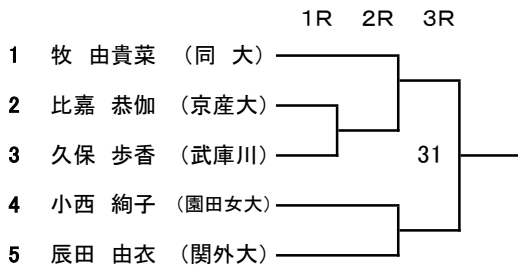 1R 2R 3R
1 牧 由貴菜 (同 大)
2 比嘉 恭伽 (京産大)
3 久保 歩香 (武庫川)
31
4 小西 絢子 (園田女大)
5 辰田 由衣 (関外大)